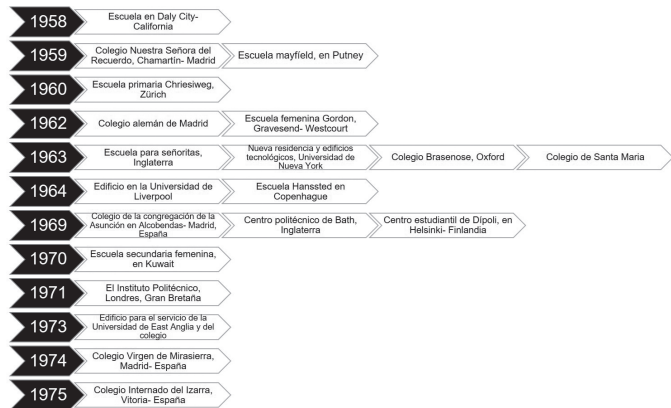 1958
Escuela en Daly City-
California
1959
Colegio Nuestra Señora del
Recuerdo, Chamartín- Madrid
Escuela mayfíeld, en Putney
1960
Escuela primaria Chriesiweg,
Zürich
1962
Colegio alemán de Madrid
Escuela femenina Gordon,
Gravesend- Westcourt
1963
Escuela para señoritas,
Inglaterra
Nueva residencia y edificios
tecnológicos, Universidad de
Nueva York
Colegio Brasenose, Oxford
Colegio de Santa Maria
1964
Edificio en la Universidad de
Liverpool
Escuela Hanssted en
Copenhague
1969
Colegio de la congregación de la
Asunción en Alcobendas- Madrid,
España
Centro politécnico de Bath,
Inglaterra
Centro estudiantil de Dípoli, en
Helsinki- Finlandia
1970
Escuela secundaria femenina,
en Kuwait
1971
El Instituto Politécnico,
Londres, Gran Bretaña
1973
Edificio para el servicio de la
Universidad de East Anglia y del
colegio
1974
Colegio Virgen de Mirasierra,
Madrid- España
1975
Colegio Internado del Izarra,
Vitoria- España